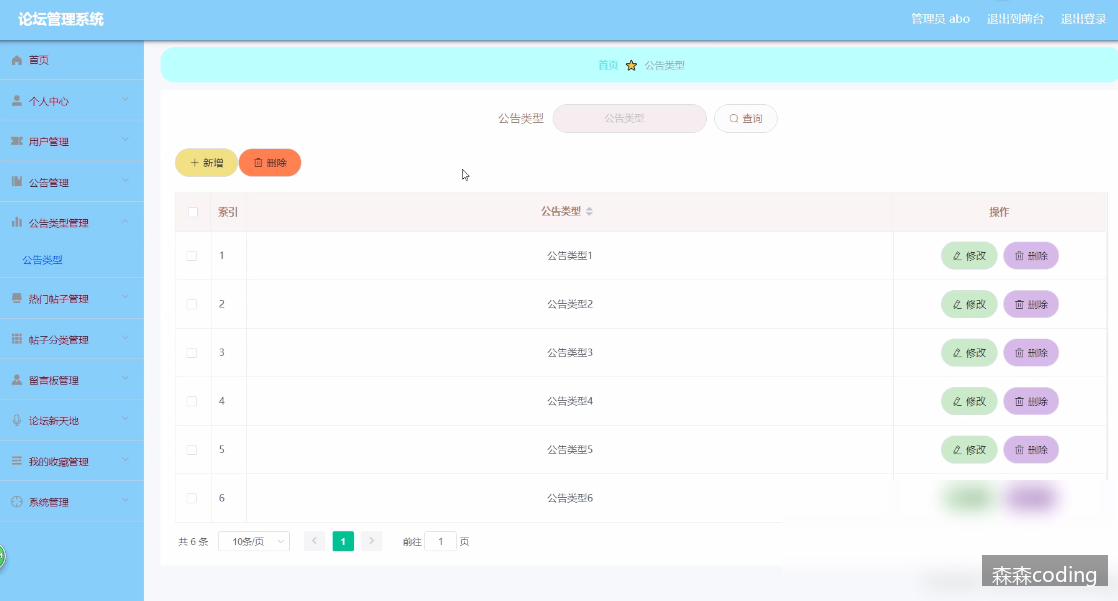 论坛管理系统
管理员 abo 退出到前台 退出登录
首页
个人中心
用户管理
公告管理
公告类型管理
公告类型
热门帖子管理
帖子分类管理
留言板管理
论坛新天地
我的收藏管理
系统管理
首页 公告类型
公告类型 公告类型 查询
新增 删除
索引 公告类型 操作
1 公告类型1 修改 删除
2 公告类型2 修改 删除
3 公告类型3 修改 删除
4 公告类型4 修改 删除
5 公告类型5 修改 删除
6 公告类型6
共 6 条 10条/页 1 前往 1 页
森森coding